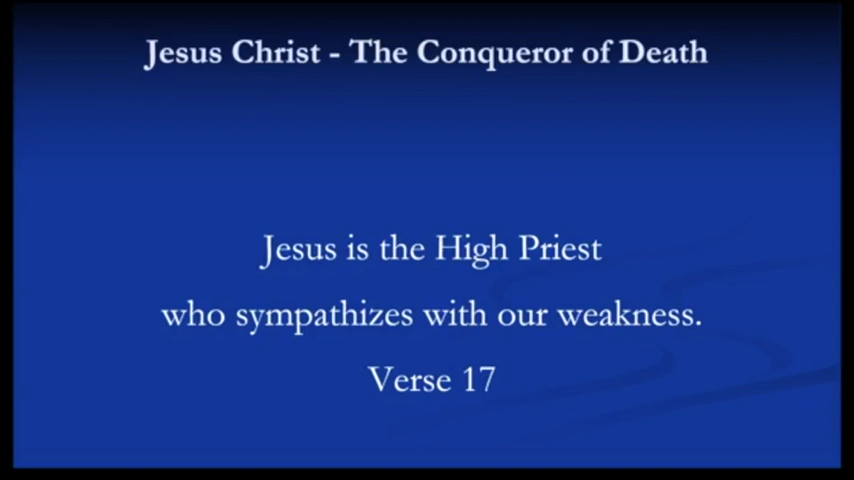 Jesus Christ - The Conqueror of Death
Jesus is the High Priest
who sympathizes with our weakness.
Verse 17